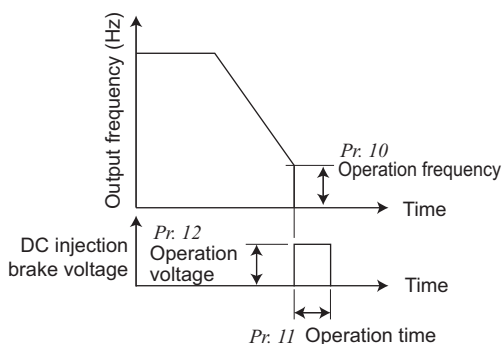 Output frequency (Hz)
Pr. 10
Operation frequency
Time
DC injection
brake voltage
Pr. 12
Operation
voltage
Time
Pr. 11 Operation time